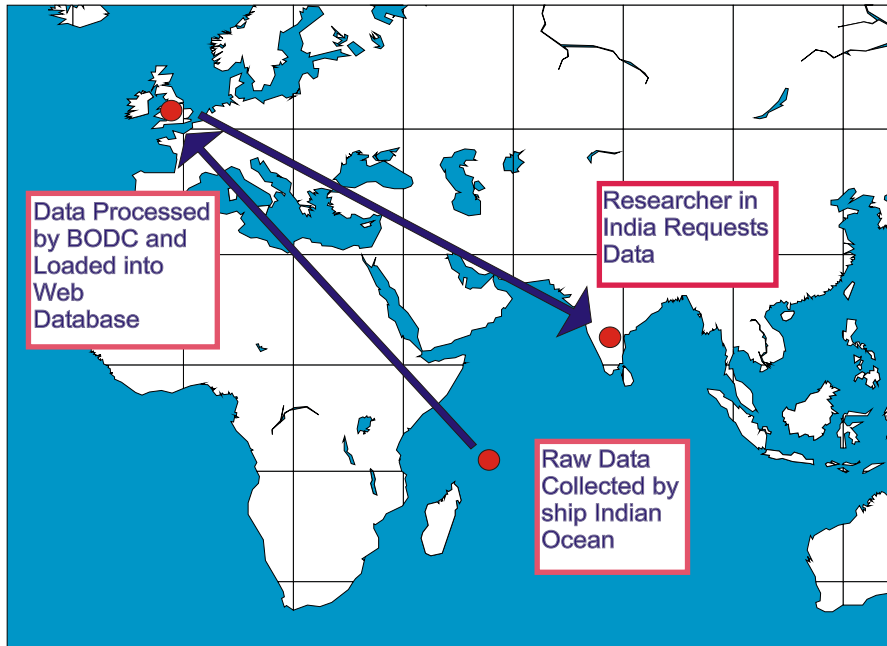 Data Processed
by BODC and
Loaded into
Web
Database
Researcher in
India Requests
Data
Raw Data
Collected by
ship Indian
Ocean